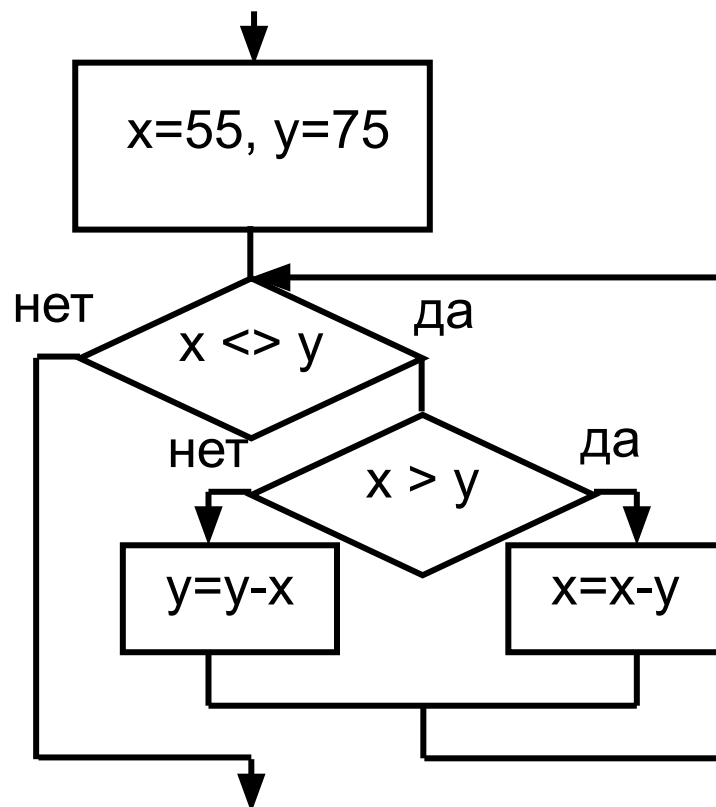 x=55, y=75
нет
да
x <> y
нет
да
x > y
y=y-x
x=x-y